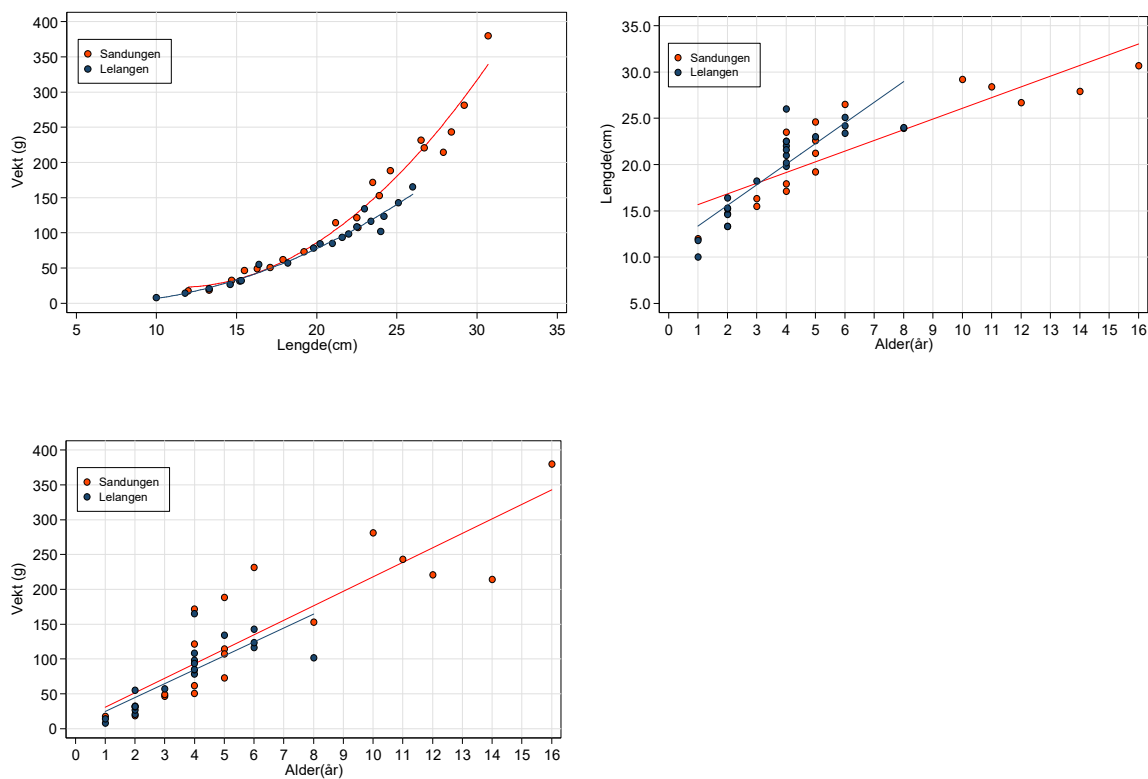 400
350
300
250
200
150
100
50
0
Vekt (g)
Sandungen
Lelangen
5 10 15 20 25 30 35
Lengde(cm)
35.0
30.0
25.0
20.0
15.0
10.0
5.0
Lengde(cm)
Sandungen
Lelangen
0 1 2 3 4 5 6 7 8 9 10 11 12 13 14 15 16
Alder(år)
400
350
300
250
200
150
100
50
0
Vekt (g)
Sandungen
Lelangen
0 1 2 3 4 5 6 7 8 9 10 11 12 13 14 15 16
Alder(år)